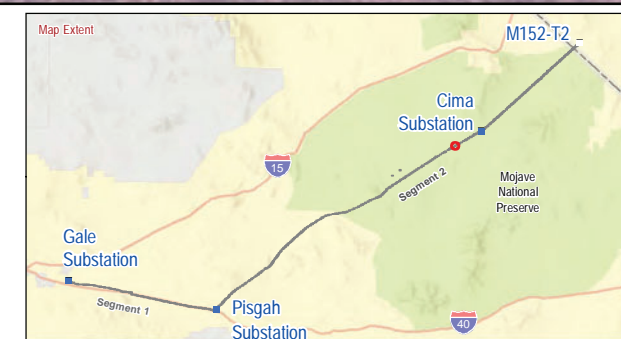 Map Extent
M152-T2
Cima
Substation
15
Segment 2
Mojave
National
Preserve
Gale
Substation
Segment 1
Pisgah
Substation
40